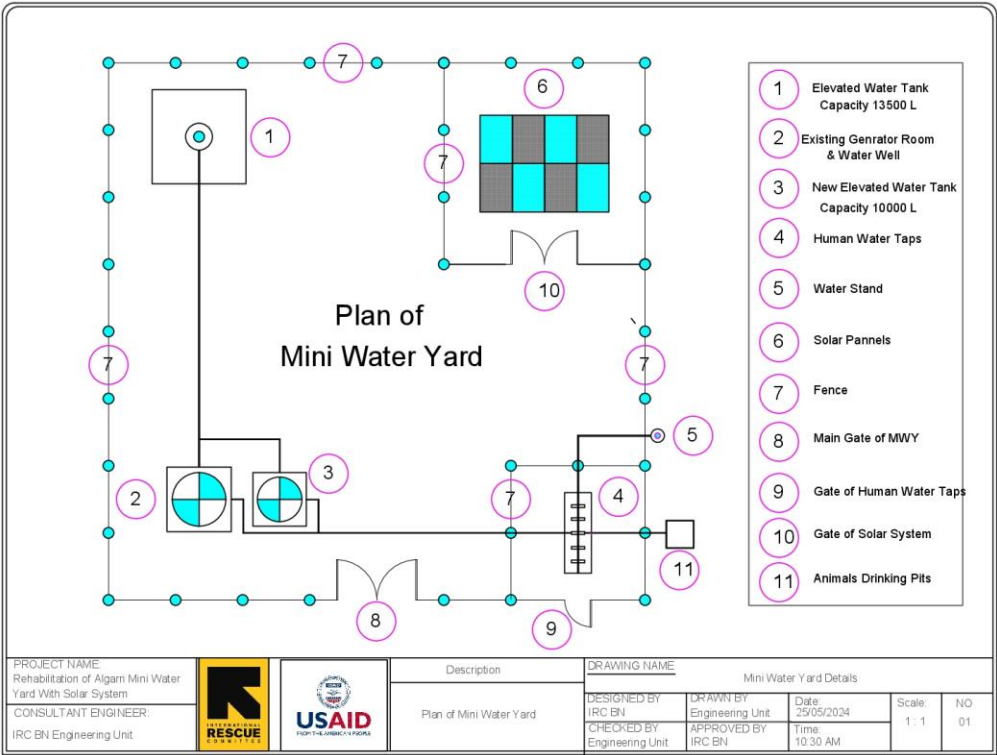 7
6
1
7
10
Plan of
Mini Water Yard
7
7
5
3
2
7
4
11
8
9
1 Elevated Water Tank
Capacity 13500 L
2 Existing Genrator Room
& Water Well
3 New Elevated Water Tank
Capacity 10000 L
4 Human Water Taps
5 Water Stand
6 Solar Pannels
7 Fence
8 Main Gate of MWY
9 Gate of Human Water Taps
10 Gate of Solar System
11 Animals Drinking Pits
PROJECT NAME:
Rehabilitation of Algarn Mini Water
Yard With Solar System
CONSULTANT ENGINEER:
IRC BN Engineering Unit
INTERNATIONAL
RESCUE
COMMITTEE
USAID
FROM THE AMERICAN PEOPLE
Description
Plan of Mini Water Yard
DRAWING NAME
Mini Water Yard Details
DESIGNED BY
IRC BN
DRAWN BY
Engineering Unit
Date:
25/05/2024
Scale:
1 : 1
NO
01
CHECKED BY
Engineering Unit
APPROVED BY
IRC BN
Time:
10:30 AM